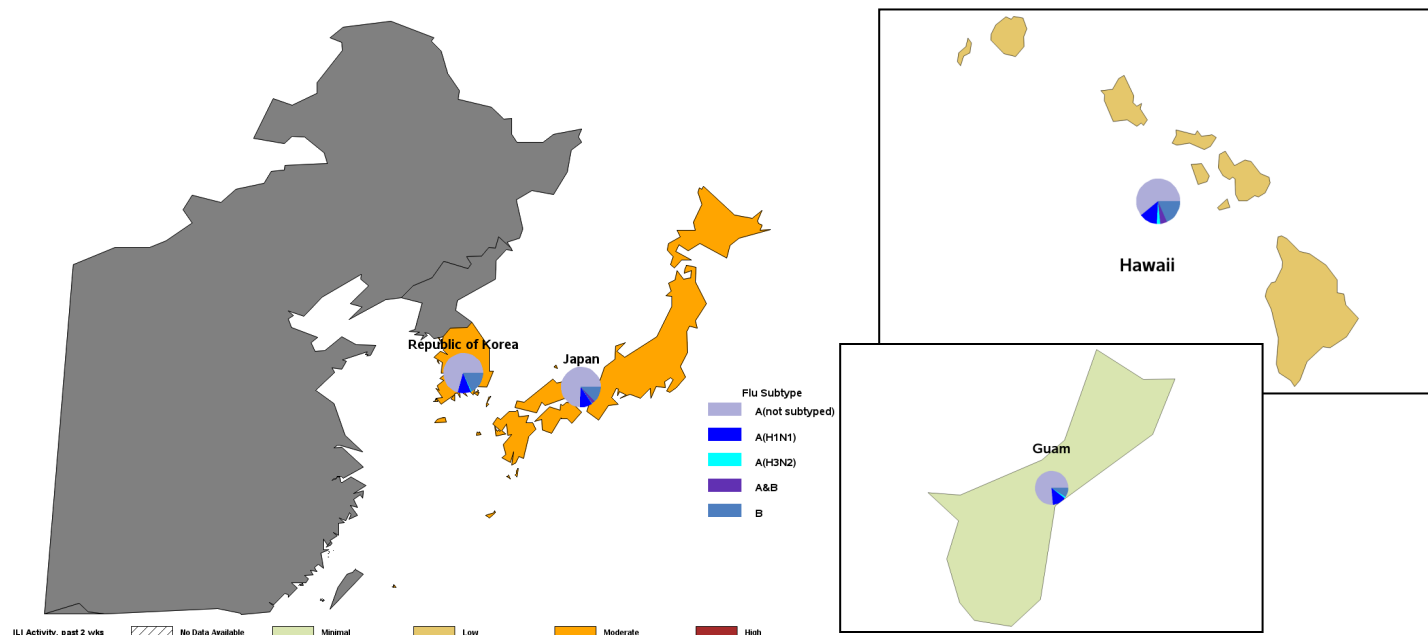 Hawaii
Republic of Korea
Japan
Flu Subtype
A(not subtyped)
A(H1N1)
A(H3N2)
A&B
B
Guam
ILI Activity, past 2 wks No Data Available Minimal Low Moderate High